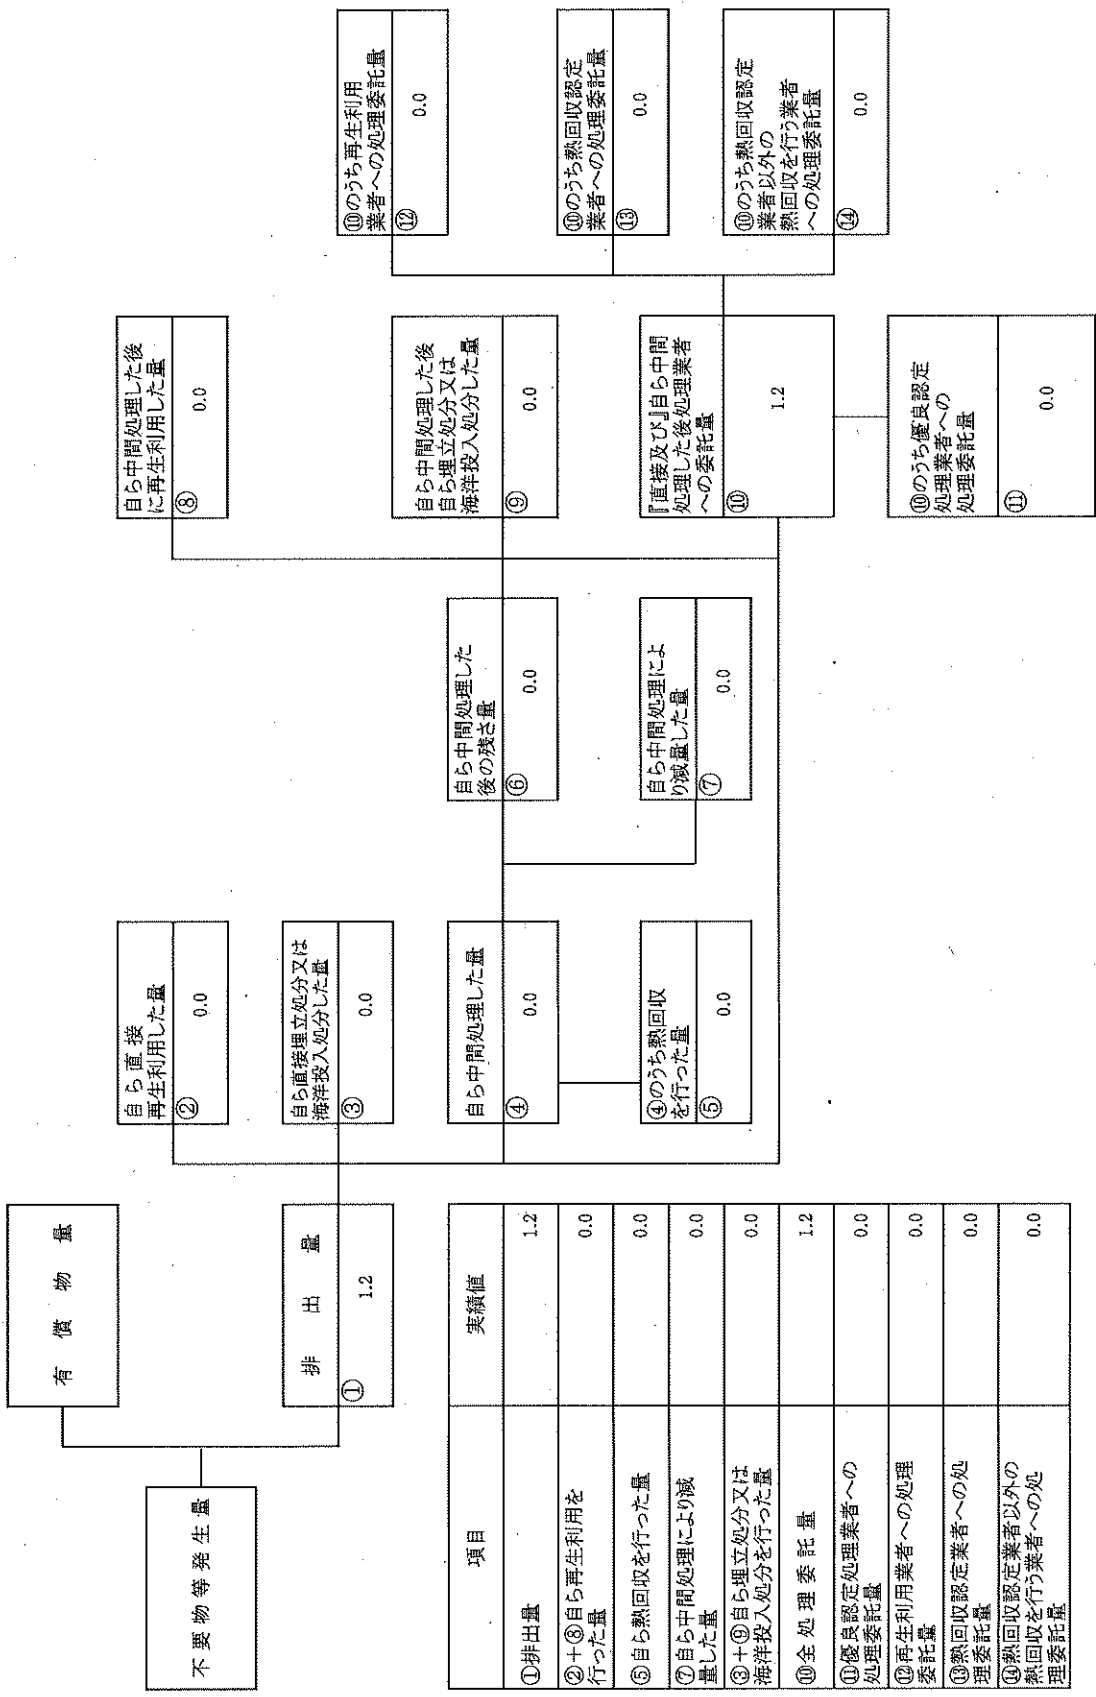 不要物等発生量
有償物量
排出量
①
1.2
自ら直接
再生利用した量
②
0.0
自ら直接埋立処分又は
海洋投入処分した量
③
0.0
自ら中間処理した量
④
0.0
④のうち熱回収
を行った量
⑤
0.0
自ら中間処理した
後の残さ量
⑥
0.0
自ら中間処理によ
り減量した量
⑦
0.0
自ら中間処理した後
に再生利用した量
⑧
0.0
自ら中間処理した後
自ら埋立処分又は
海洋投入処分した量
⑨
0.0
『直接及び』自ら中間
処理した後処理業者
への委託量
⑩
1.2
⑩のうち優良認定
処理業者への
処理委託量
⑪
0.0
⑩のうち再生利用
業者への処理委託量
⑫
0.0
⑩のうち熱回収認定
業者への処理委託量
⑬
0.0
⑩のうち熱回収認定
業者以外の
熱回収を行う業者
への処理委託量
⑭
0.0
項目 実績値
①排出量 1.2
②+⑧自ら再生利用を
行った量 0.0
⑤自ら熱回収を行った量 0.0
⑦自ら中間処理により減
量した量 0.0
③+⑨自ら埋立処分又は
海洋投入処分を行った量 0.0
⑩全処理委託量 1.2
⑪優良認定処理業者への
処理委託量 0.0
⑫再生利用業者への処理
委託量 0.0
⑬熱回収認定業者への処
理委託量 0.0
⑭熱回収認定業者以外の
熱回収を行う業者への処
理委託量 0.0